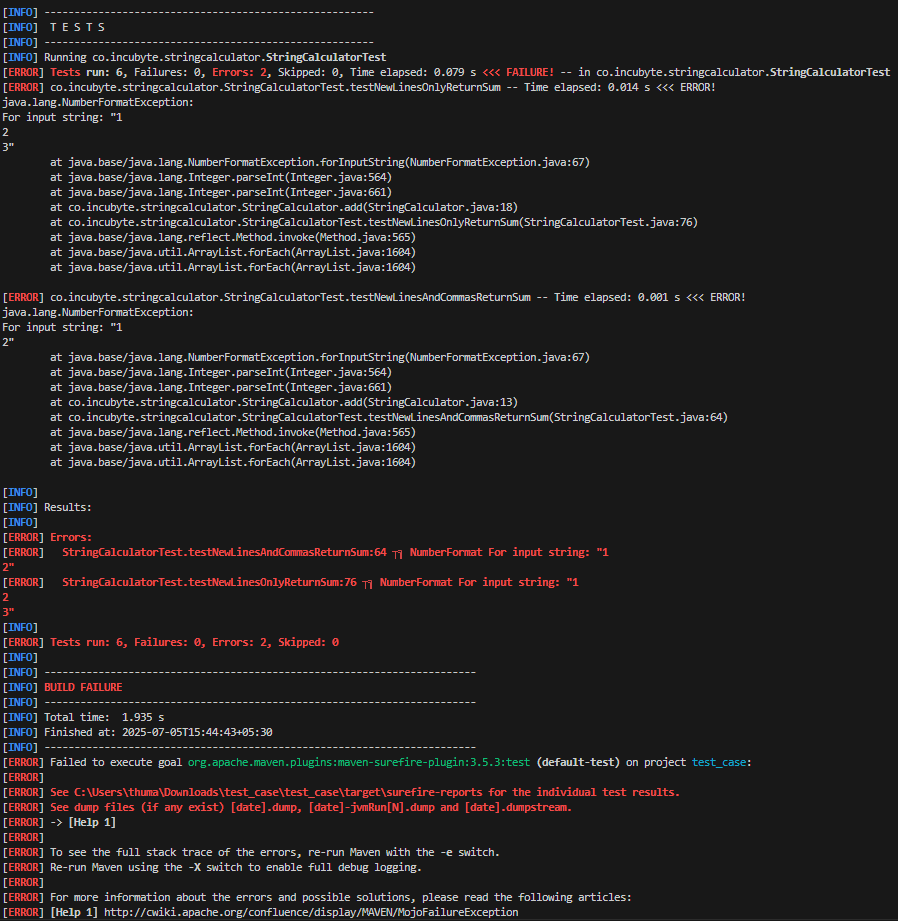 [INFO] -------------------------------------------------------
[INFO]  T E S T S
[INFO] -------------------------------------------------------
[INFO] Running co.incubyte.stringcalculator.StringCalculatorTest
[ERROR] Tests run: 6, Failures: 0, Errors: 2, Skipped: 0, Time elapsed: 0.079 s <<< FAILURE! -- in co.incubyte.stringcalculator.StringCalculatorTest
[ERROR] co.incubyte.stringcalculator.StringCalculatorTest.testNewLinesOnlyReturnSum -- Time elapsed: 0.014 s <<< ERROR!
java.lang.NumberFormatException:
For input string: "1
2
3"
        at java.base/java.lang.NumberFormatException.forInputString(NumberFormatException.java:67)
        at java.base/java.lang.Integer.parseInt(Integer.java:564)
        at java.base/java.lang.Integer.parseInt(Integer.java:661)
        at co.incubyte.stringcalculator.StringCalculator.add(StringCalculator.java:18)
        at co.incubyte.stringcalculator.StringCalculatorTest.testNewLinesOnlyReturnSum(StringCalculatorTest.java:76)
        at java.base/java.lang.reflect.Method.invoke(Method.java:565)
        at java.base/java.util.ArrayList.forEach(ArrayList.java:1604)
        at java.base/java.util.ArrayList.forEach(ArrayList.java:1604)
[ERROR] co.incubyte.stringcalculator.StringCalculatorTest.testNewLinesAndCommasReturnSum -- Time elapsed: 0.001 s <<< ERROR!
java.lang.NumberFormatException:
For input string: "1
2"
        at java.base/java.lang.NumberFormatException.forInputString(NumberFormatException.java:67)
        at java.base/java.lang.Integer.parseInt(Integer.java:564)
        at java.base/java.lang.Integer.parseInt(Integer.java:661)
        at co.incubyte.stringcalculator.StringCalculator.add(StringCalculator.java:13)
        at co.incubyte.stringcalculator.StringCalculatorTest.testNewLinesAndCommasReturnSum(StringCalculatorTest.java:64)
        at java.base/java.lang.reflect.Method.invoke(Method.java:565)
        at java.base/java.util.ArrayList.forEach(ArrayList.java:1604)
        at java.base/java.util.ArrayList.forEach(ArrayList.java:1604)
[INFO]
[INFO] Results:
[INFO]
[ERROR] Errors:
[ERROR]   StringCalculatorTest.testNewLinesAndCommasReturnSum:64 ┐╗ NumberFormat For input string: "1
2"
[ERROR]   StringCalculatorTest.testNewLinesOnlyReturnSum:76 ┐╗ NumberFormat For input string: "1
2
3"
[INFO]
[ERROR] Tests run: 6, Failures: 0, Errors: 2, Skipped: 0
[INFO]
[INFO] ------------------------------------------------------------------------
[INFO] BUILD FAILURE
[INFO] ------------------------------------------------------------------------
[INFO] Total time:  1.935 s
[INFO] Finished at: 2025-07-05T15:44:43+05:30
[INFO] ------------------------------------------------------------------------
[ERROR] Failed to execute goal org.apache.maven.plugins:maven-surefire-plugin:3.5.3:test (default-test) on project test_case:
[ERROR]
[ERROR] See C:\Users\thuma\Downloads\test_case\test_case\target\surefire-reports for the individual test results.
[ERROR] See dump files (if any exist) [date].dump, [date]-jvmRun[N].dump and [date].dumpstream.
[ERROR] -> [Help 1]
[ERROR]
[ERROR] To see the full stack trace of the errors, re-run Maven with the -e switch.
[ERROR] Re-run Maven using the -X switch to enable full debug logging.
[ERROR]
[ERROR] For more information about the errors and possible solutions, please read the following articles:
[ERROR] [Help 1] http://cwiki.apache.org/confluence/display/MAVEN/MojoFailureException